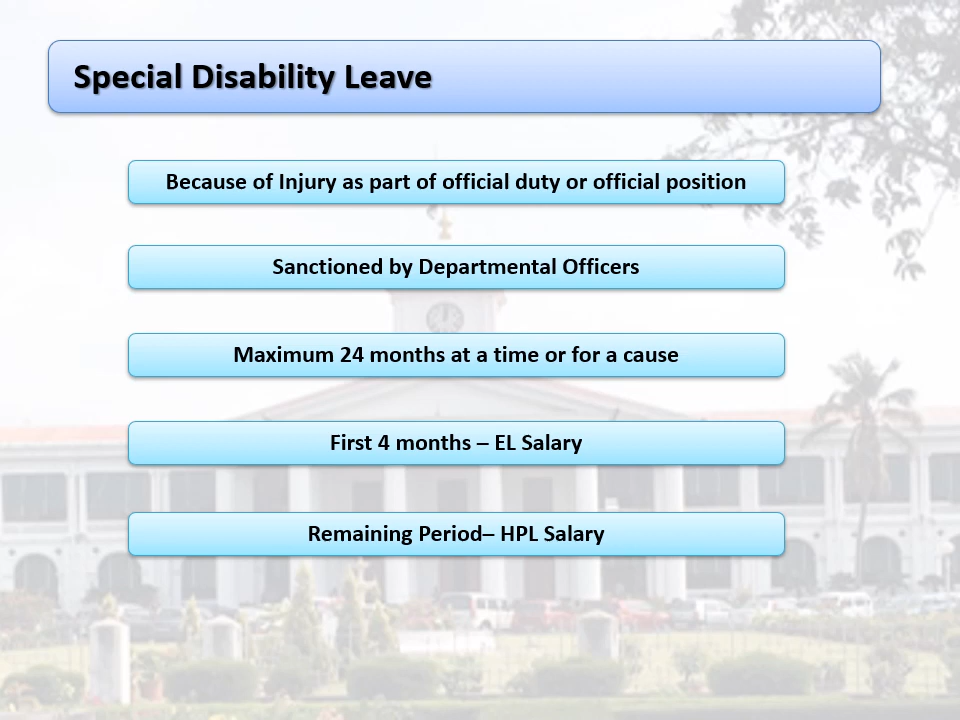 Special Disability Leave
Because of Injury as part of official duty or official position
Sanctioned by Departmental Officers
Maximum 24 months at a time or for a cause
First 4 months – EL Salary
Remaining Period– HPL Salary